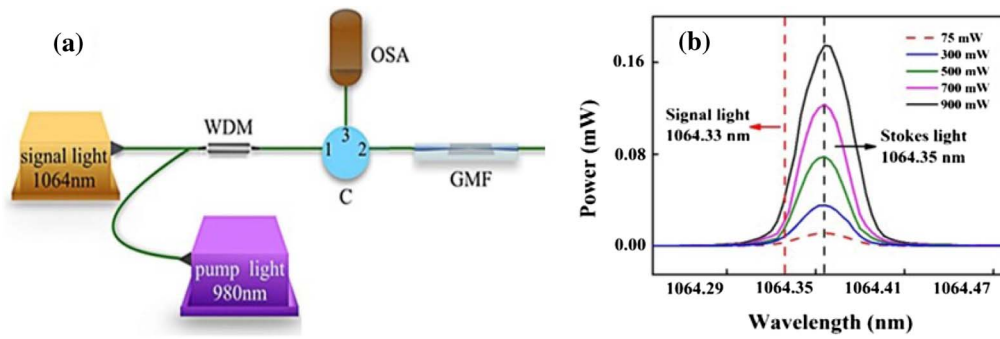 (a)
OSA
WDM
signal light
1064nm
1
3
2
C
GMF
pump light
980nm
(b)
75 mW
300 mW
500 mW
700 mW
900 mW
Signal light
1064.33 nm
Stokes light
1064.35 nm
Power (mW)
0.16
0.08
0.00
1064.29
1064.35
1064.41
1064.47
Wavelength (nm)